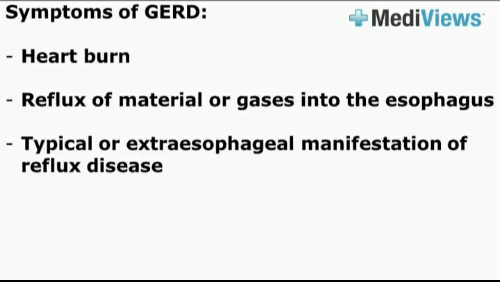 Symptoms of GERD:
MediViews
- Heart burn
- Reflux of material or gases into the esophagus
- Typical or extraesophageal manifestation of
reflux disease